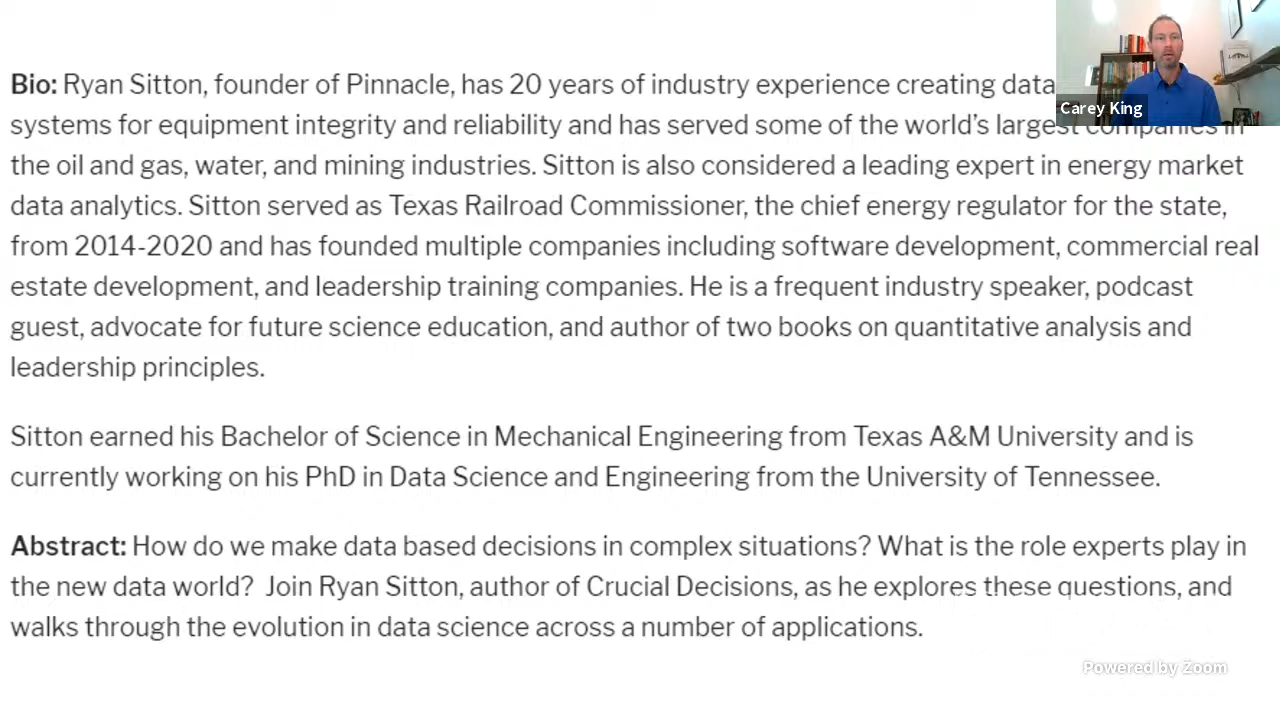 Bio: Ryan Sitton, founder of Pinnacle, has 20 years of industry experience creating data
Carey King
systems for equipment integrity and reliability and has served some of the world's largest companies in
the oil and gas, water, and mining industries. Sitton is also considered a leading expert in energy market
data analytics. Sitton served as Texas Railroad Commissioner, the chief energy regulator for the state,
from 2014-2020 and has founded multiple companies including software development, commercial real
estate development, and leadership training companies. He is a frequent industry speaker, podcast
guest, advocate for future science education, and author of two books on quantitative analysis and
leadership principles.
Sitton earned his Bachelor of Science in Mechanical Engineering from Texas A&M University and is
currently working on his PhD in Data Science and Engineering from the University of Tennessee.
Abstract: How do we make data based decisions in complex situations? What is the role experts play in
the new data world? Join Ryan Sitton, author of Crucial Decisions, as he explores these questions, and
walks through the evolution in data science across a number of applications.
Powered by Zoom